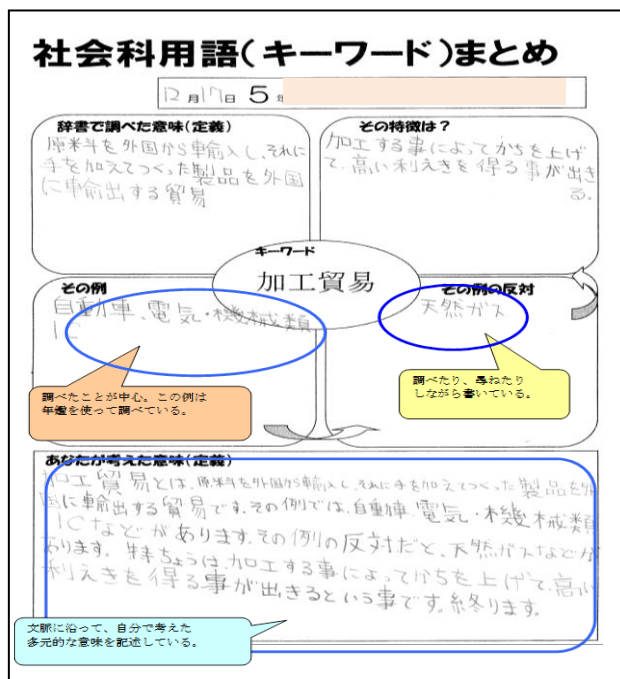 社会科用語(キーワード)まとめ
12月17日 5年
辞書で調べた意味(定義)
原料を外国から輸入し、それに
手を加えてつくった製品を外国
に輸出する貿易
その特徴は?
加工する事によってかちを上げ
て、高い利えきを得る事が出き
る。
キーワード
加工貿易
その例
自動車、電気・機械類
IC
その例の反対
天然ガス
調べたことが中心。この例は
年鑑を使って調べている。
調べたり、尋ねたり
しながら書いている。
あなたが考えた意味(定義)
加工貿易とは、原料を外国から輸入し、それに手を加えてつくった製品を外
国に輸出する貿易です。その例では、自動車、電気・機械類
ICなどがあります。その例の反対だと、天然ガスなどが
あります。特ちょうは、加工する事によってかちを上げて、高い
利えきを得る事が出きるという事です。終ります。
文脈に沿って、自分で考えた
多元的な意味を記述している。